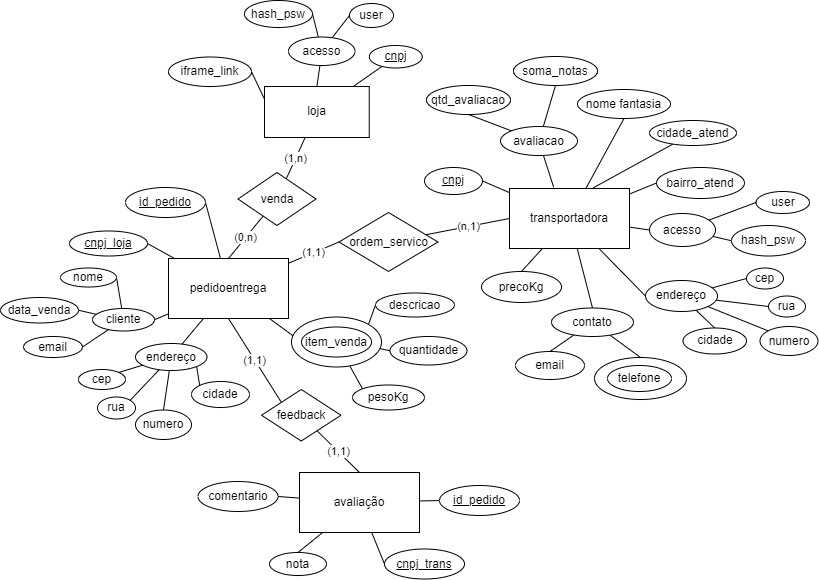 hash_psw
user
acesso
cnpj
iframe_link
loja
(1,n)
venda
(0,n)
id_pedido
cnpj_loja
nome
data_venda
cliente
email
pedidoentrega
endereço
cep
rua
numero
cidade
(1,1)
ordem_servico
(n,1)
item_venda
descricao
quantidade
pesoKg
(1,1)
feedback
(1,1)
avaliação
comentario
id_pedido
nota
cnpj_trans
soma_notas
qtd_avaliacao
avaliacao
nome fantasia
cidade_atend
cnpj
bairro_atend
transportadora
acesso
user
hash_psw
precoKg
endereço
cep
rua
numero
cidade
contato
email
telefone